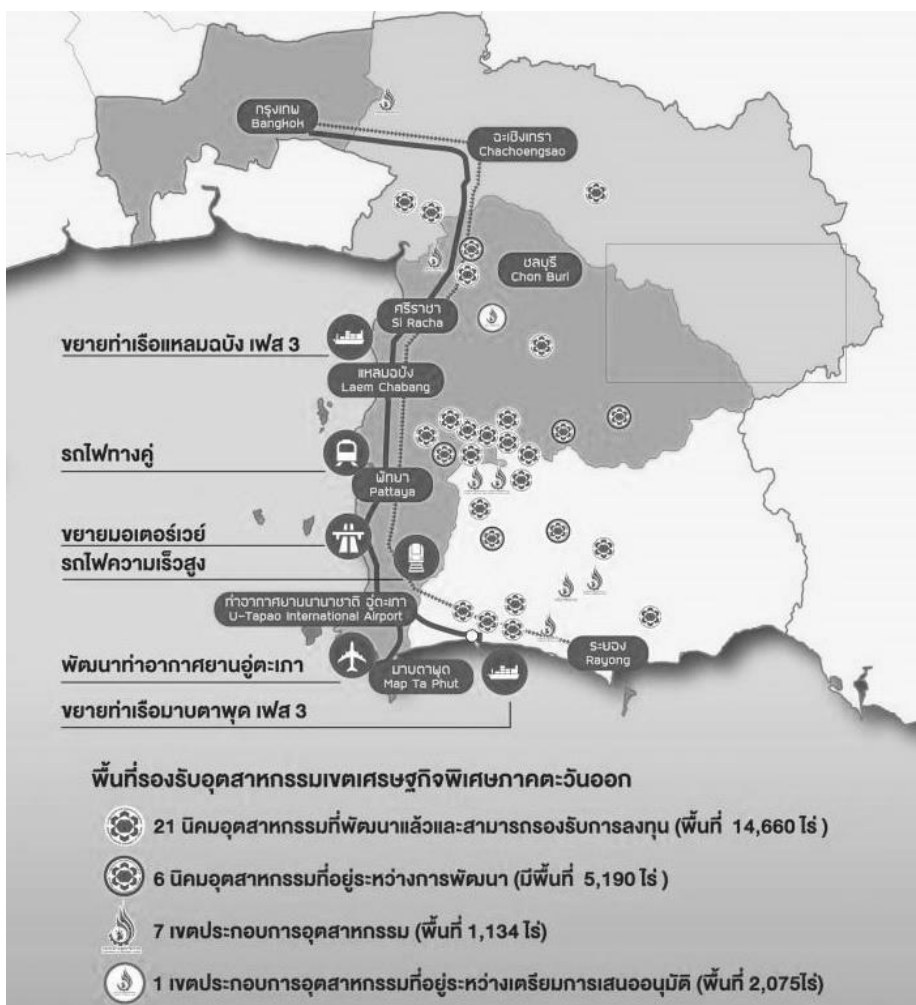 กรุงเทพ
Bangkok
ฉะเชิงเทรา
Chachoengsao
ชลบุรี
Chon Buri
ศรีราชา
Si Racha
ขยายท่าเรือแหลมฉบัง เฟส 3
แหลมฉบัง
Laem Chabang
รถไฟทางคู่
พัทยา
Pattaya
ขยายมอเตอร์เวย์
รถไฟความเร็วสูง
ท่าอากาศยานนานาชาติ อู่ตะเภา
U-Tapao International Airport
ระยอง
Rayong
พัฒนาท่าอากาศยานอู่ตะเภา
มาบตาพุด
Map Ta Phut
ขยายท่าเรือมาบตาพุด เฟส 3
พื้นที่รองรับอุตสาหกรรมเขตเศรษฐกิจพิเศษภาคตะวันออก
21 นิคมอุตสาหกรรมที่พัฒนาแล้วและสามารถรองรับการลงทุน (พื้นที่ 14,660 ไร่ )
6 นิคมอุตสาหกรรมที่อยู่ระหว่างการพัฒนา (มีพื้นที่ 5,190 ไร่ )
7 เขตประกอบการอุตสาหกรรม (พื้นที่ 1,134 ไร่)
1 เขตประกอบการอุตสาหกรรมที่อยู่ระหว่างเตรียมการเสนออนุมัติ (พื้นที่ 2,075ไร่)